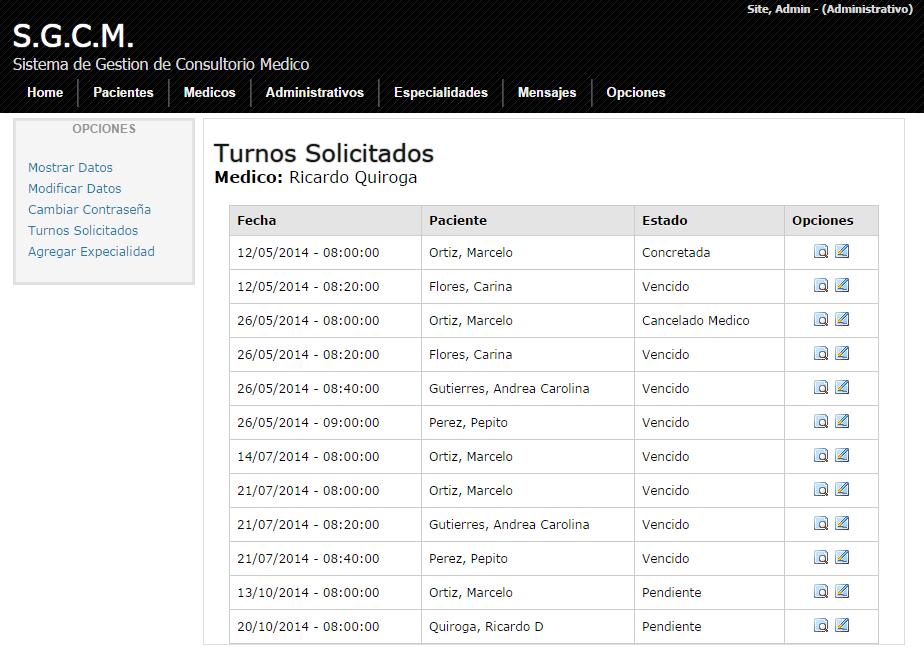 Site, Admin - (Administrativo)
S.G.C.M.
Sistema de Gestion de Consultorio Medico
Home Pacientes Medicos Administrativos Especialidades Mensajes Opciones
OPCIONES
Mostrar Datos
Modificar Datos
Cambiar Contraseña
Turnos Solicitados
Agregar Expecialidad
Turnos Solicitados
Medico: Ricardo Quiroga
Fecha Paciente Estado Opciones
12/05/2014 - 08:00:00 Ortiz, Marcelo Concretada
12/05/2014 - 08:20:00 Flores, Carina Vencido
26/05/2014 - 08:00:00 Ortiz, Marcelo Cancelado Medico
26/05/2014 - 08:20:00 Flores, Carina Vencido
26/05/2014 - 08:40:00 Gutierres, Andrea Carolina Vencido
26/05/2014 - 09:00:00 Perez, Pepito Vencido
14/07/2014 - 08:00:00 Ortiz, Marcelo Vencido
21/07/2014 - 08:00:00 Ortiz, Marcelo Vencido
21/07/2014 - 08:20:00 Gutierres, Andrea Carolina Vencido
21/07/2014 - 08:40:00 Perez, Pepito Vencido
13/10/2014 - 08:00:00 Ortiz, Marcelo Pendiente
20/10/2014 - 08:00:00 Quiroga, Ricardo D Pendiente